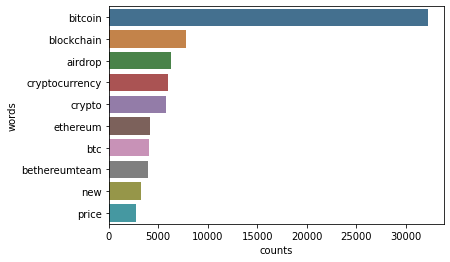 bitcoin
blockchain
airdrop
cryptocurrency
crypto
ethereum
btc
bethereumteam
new
price
words
0 5000 10000 15000 20000 25000 30000
counts